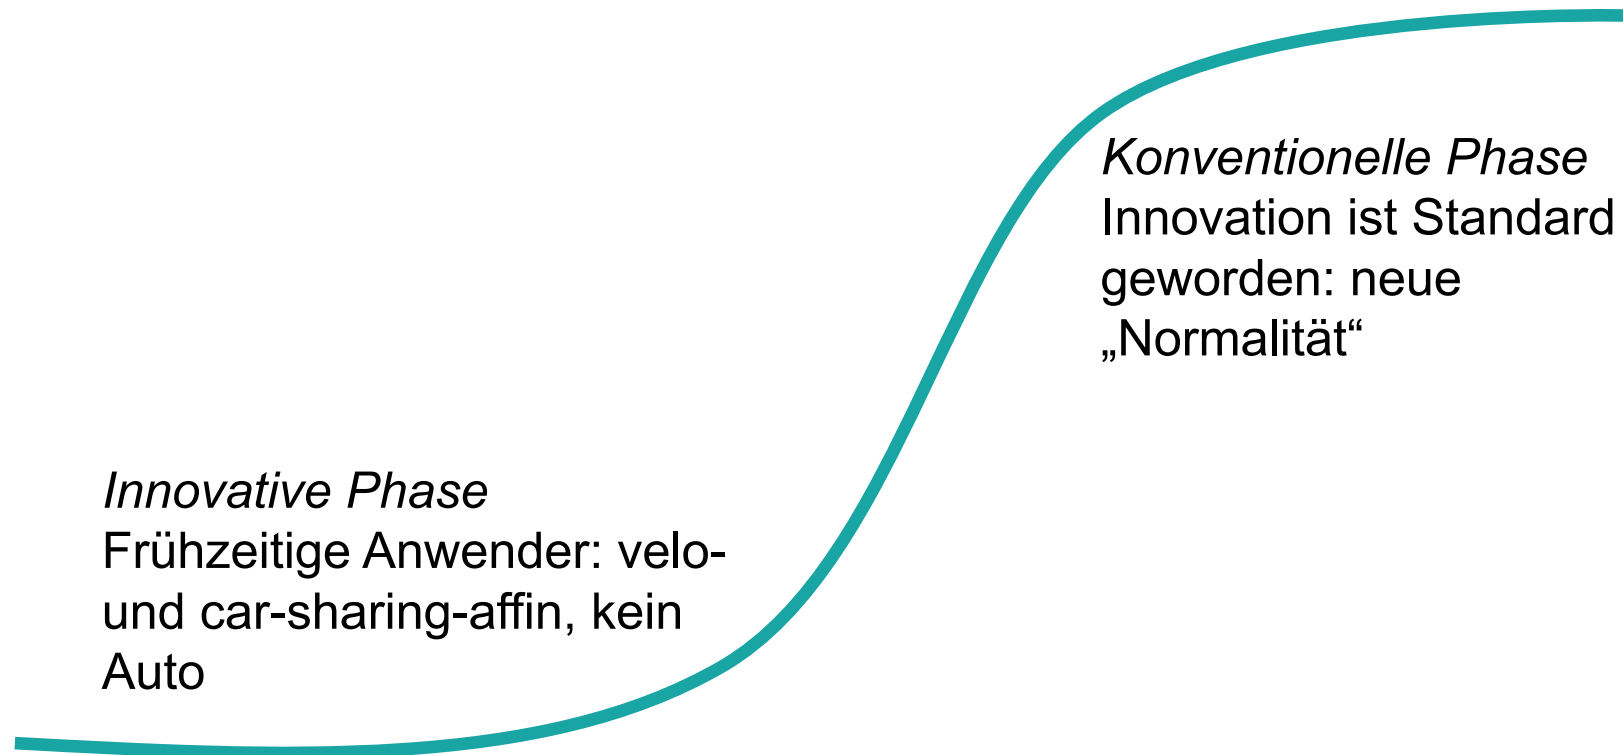 Konventionelle Phase
Innovation ist Standard
geworden: neue
„Normalität“
Innovative Phase
Frühzeitige Anwender: velo-
und car-sharing-affin, kein
Auto